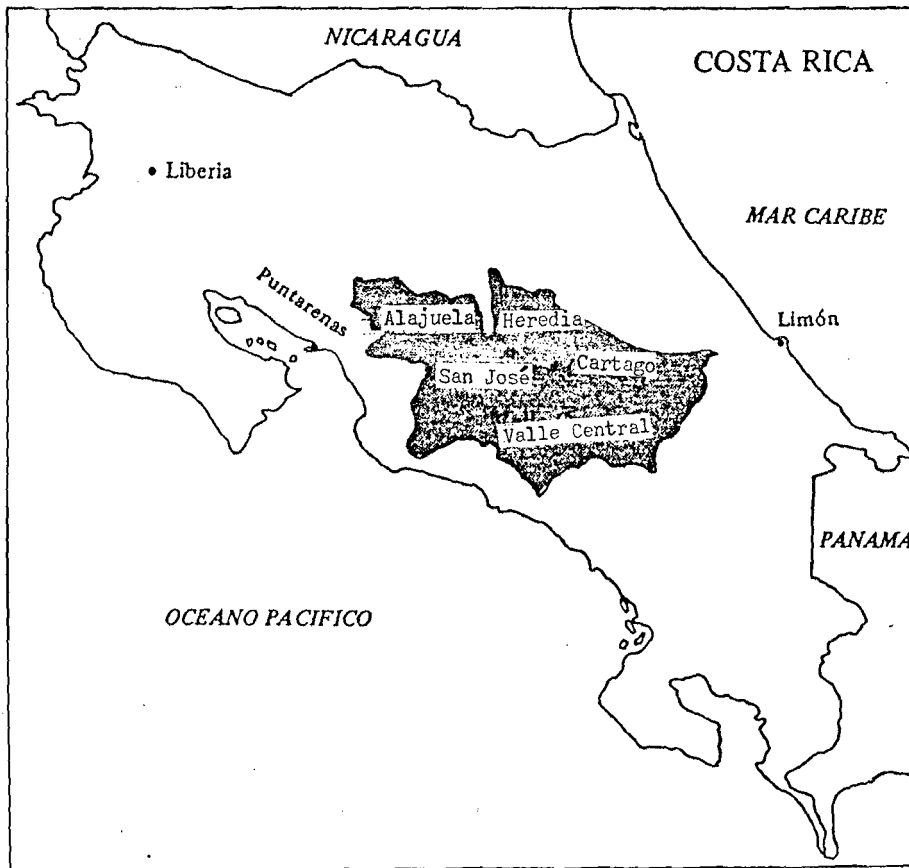 NICARAGUA
COSTA RICA
Liberia
MAR CARIBE
Puntarenas
Alajuela
Heredia
Limón
San José
Cartago
Valle Central
PANAMA
OCEANO PACIFICO